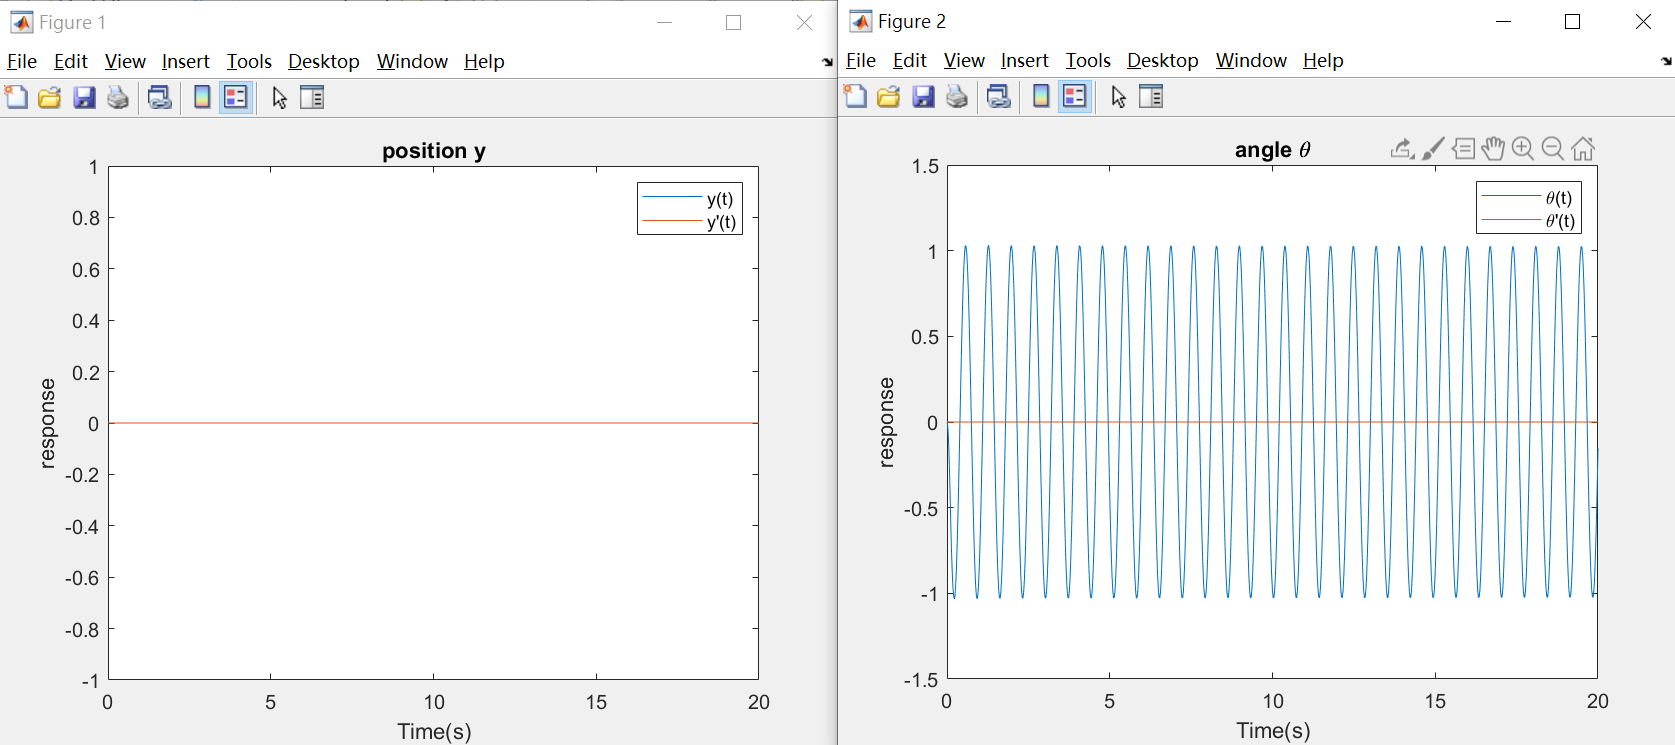 Figure 1
File Edit View Insert Tools Desktop Window Help
position y
1
0.8
0.6
0.4
0.2
0
-0.2
-0.4
-0.6
-0.8
-1
response
y(t)
y'(t)
0 5 10 15 20
Time(s)
Figure 2
File Edit View Insert Tools Desktop Window Help
angle θ
1.5
1
0.5
0
-0.5
-1
-1.5
response
θ(t)
θ'(t)
0 5 10 15 20
Time(s)